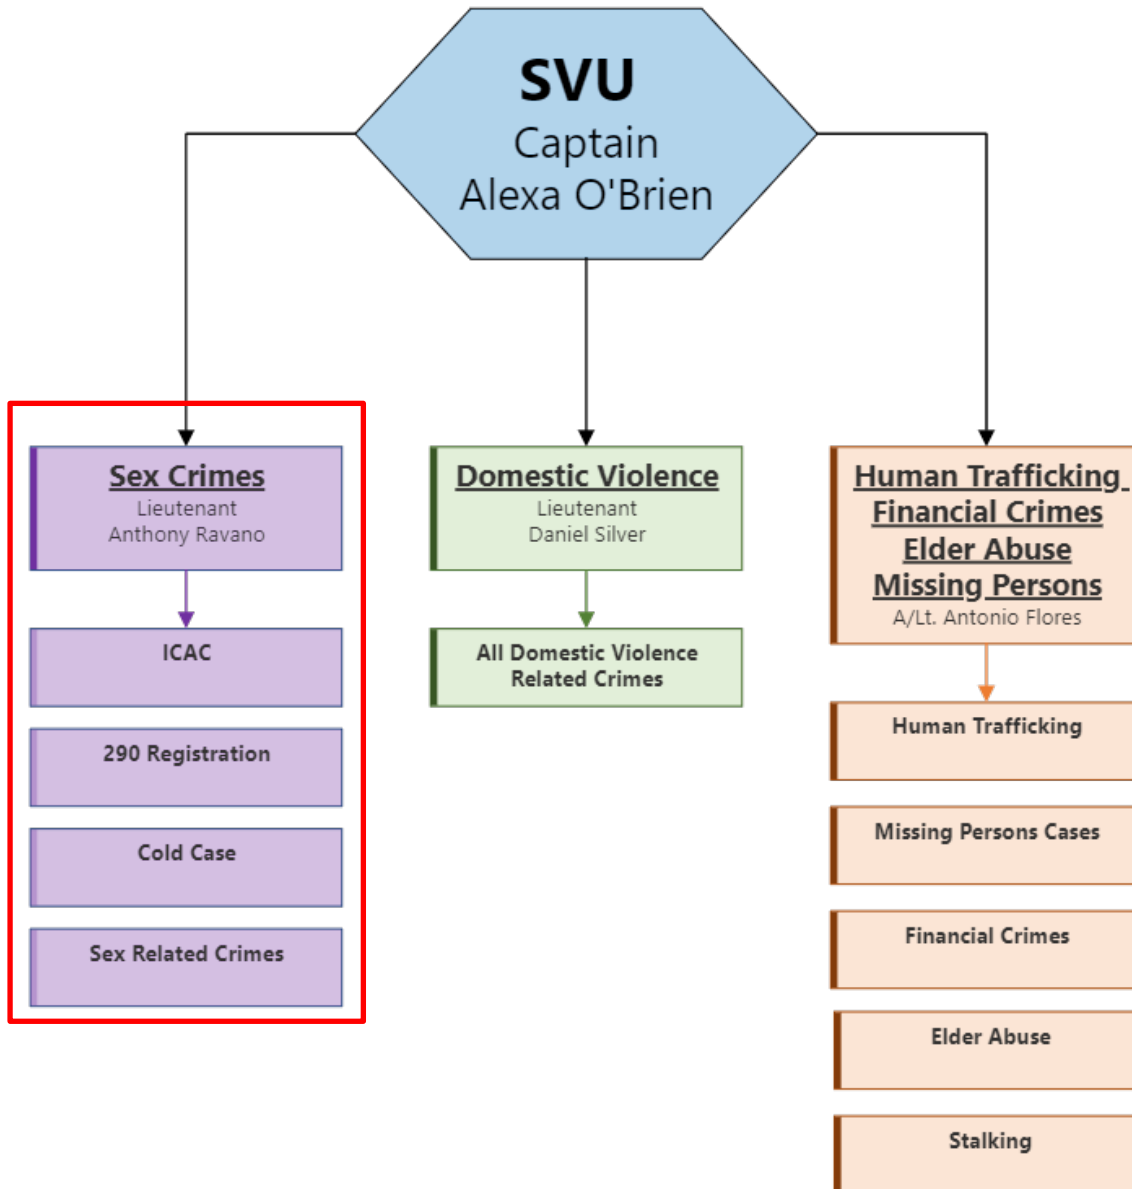 SVU
Captain
Alexa O'Brien
Sex Crimes
Lieutenant
Anthony Ravano
ICAC
290 Registration
Cold Case
Sex Related Crimes
Domestic Violence
Lieutenant
Daniel Silver
All Domestic Violence
Related Crimes
Human Trafficking
Financial Crimes
Elder Abuse
Missing Persons
A/Lt. Antonio Flores
Human Trafficking
Missing Persons Cases
Financial Crimes
Elder Abuse
Stalking